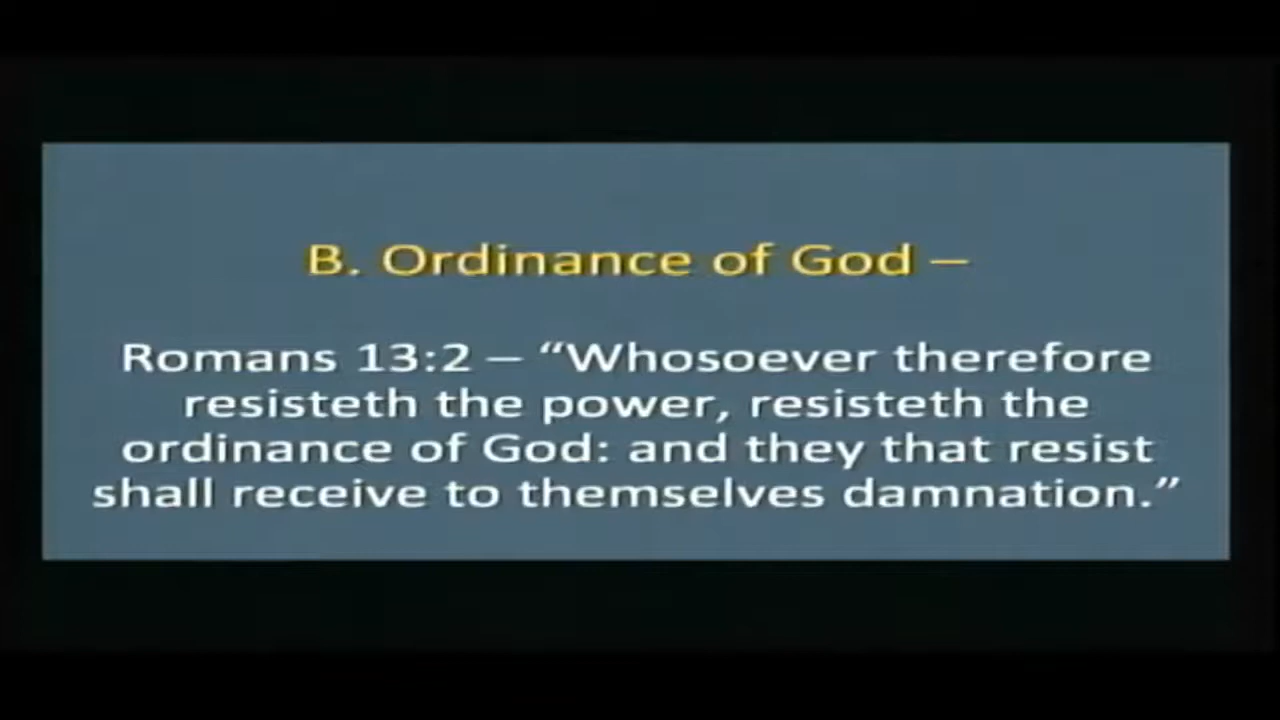 B. Ordinance of God –
Romans 13:2 – “Whosoever therefore
resisteth the power, resisteth the
ordinance of God: and they that resist
shall receive to themselves damnation.”